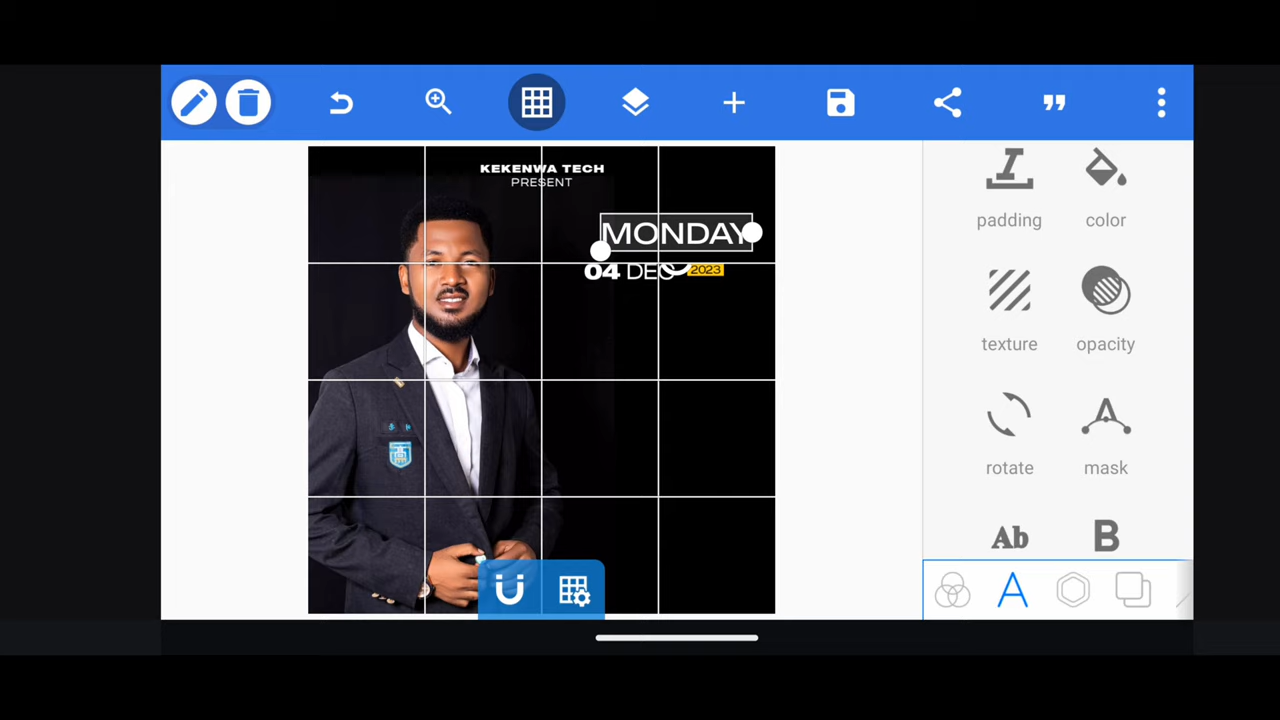 KEKENWA TECH
PRESENT
MONDAY
04 DEC 2023
padding
color
texture
opacity
rotate
mask
Ab
B
A